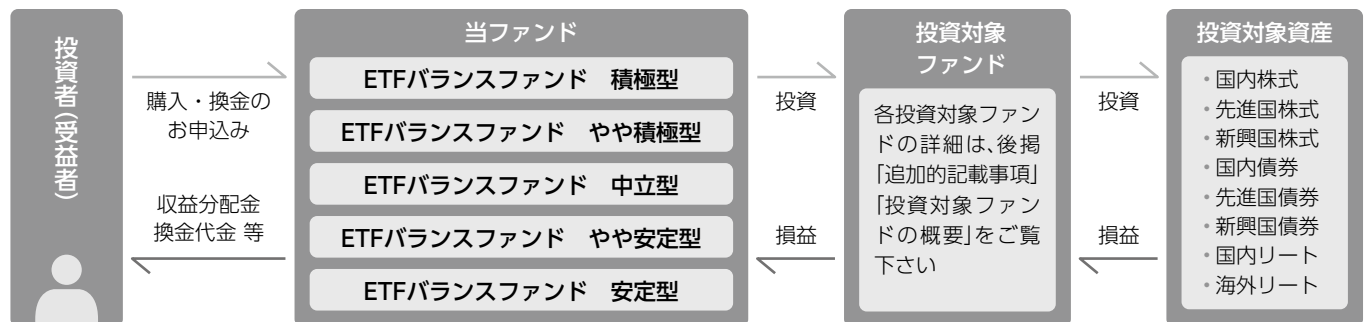 投資者(受益者)
購入・換金の
お申込み
収益分配金
換金代金 等
当ファンド
ETFバランスファンド　積極型
ETFバランスファンド　やや積極型
ETFバランスファンド　中立型
ETFバランスファンド　やや安定型
ETFバランスファンド　安定型
投資
損益
投資対象
ファンド
各投資対象ファン
ドの詳細は、後掲
「追加的記載事項」
「投資対象ファン
ドの概要」をご覧
下さい
投資
損益
投資対象資産
・国内株式
・先進国株式
・新興国株式
・国内債券
・先進国債券
・新興国債券
・国内リート
・海外リート